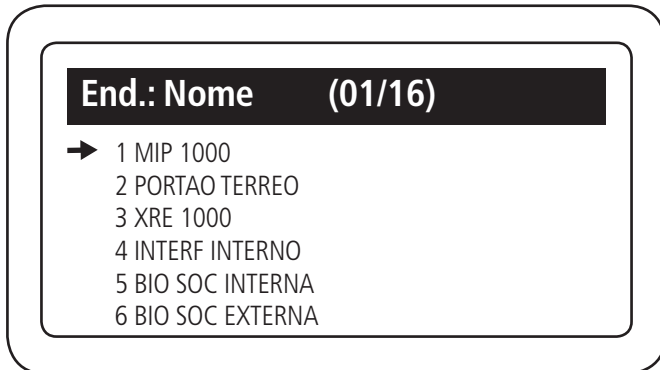 End.: Nome (01/16)
1 MIP 1000
2 PORTAO TERREO
3 XRE 1000
4 INTERF INTERNO
5 BIO SOC INTERNA
6 BIO SOC EXTERNA